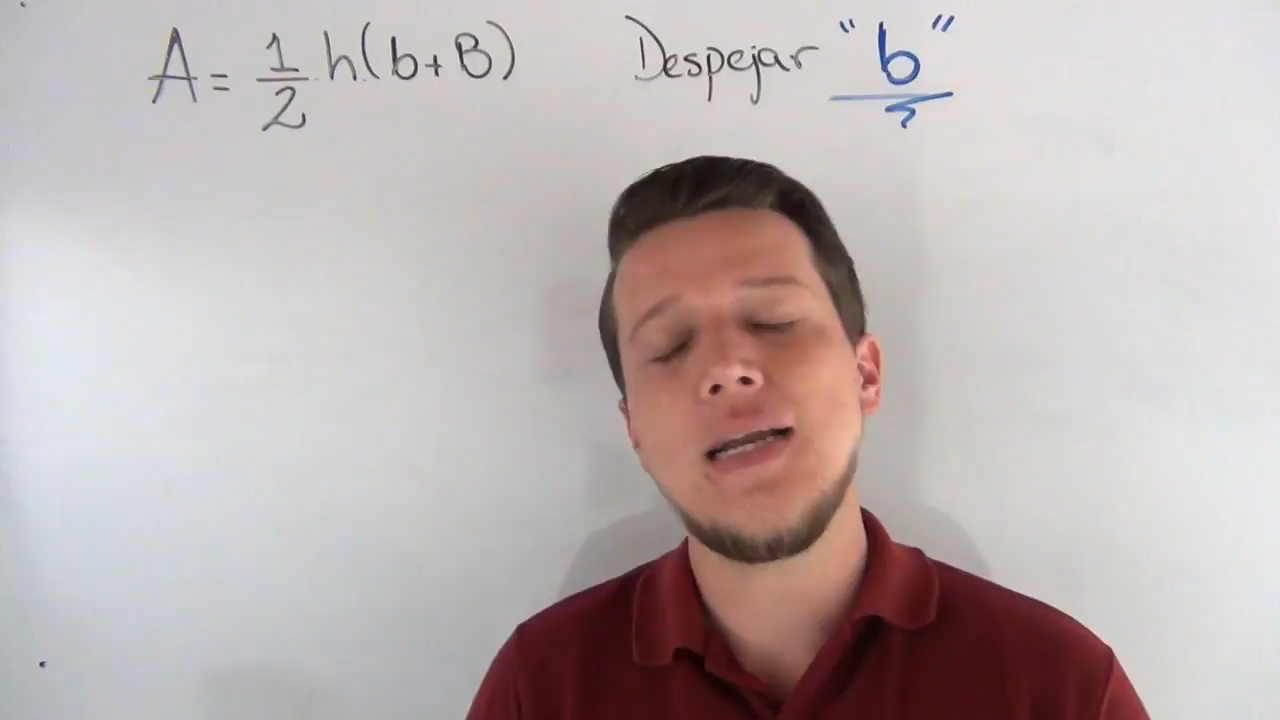 A = 1/2 h(b+B) Despejar "b"